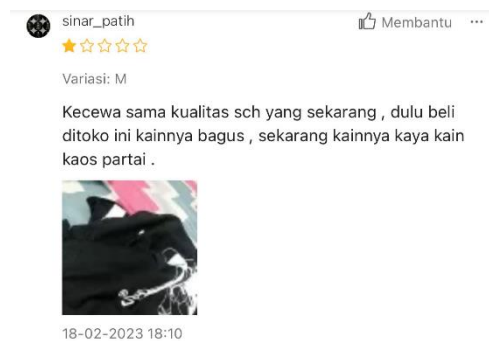 sinar_patih
Membantu
Variasi: M
Kecewa sama kualitas sch yang sekarang , dulu beli
ditoko ini kainnya bagus , sekarang kainnya kaya kain
kaos partai .
18-02-2023 18:10